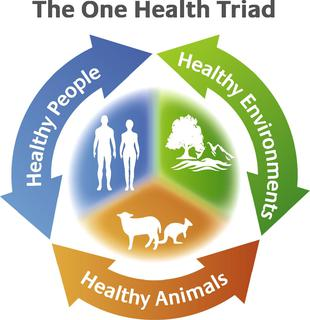 The One Health Triad
Healthy People
Healthy Environments
Healthy Animals